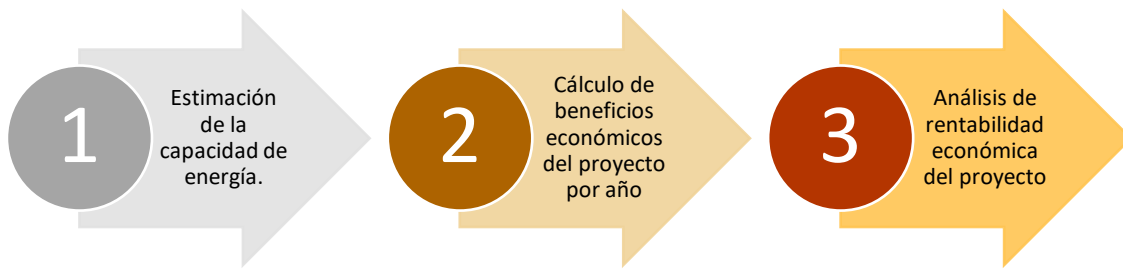 1
Estimación
de la
capacidad de
energía.
2
Cálculo de
beneficios
económicos
del proyecto
por año
3
Análisis de
rentabilidad
económica
del proyecto